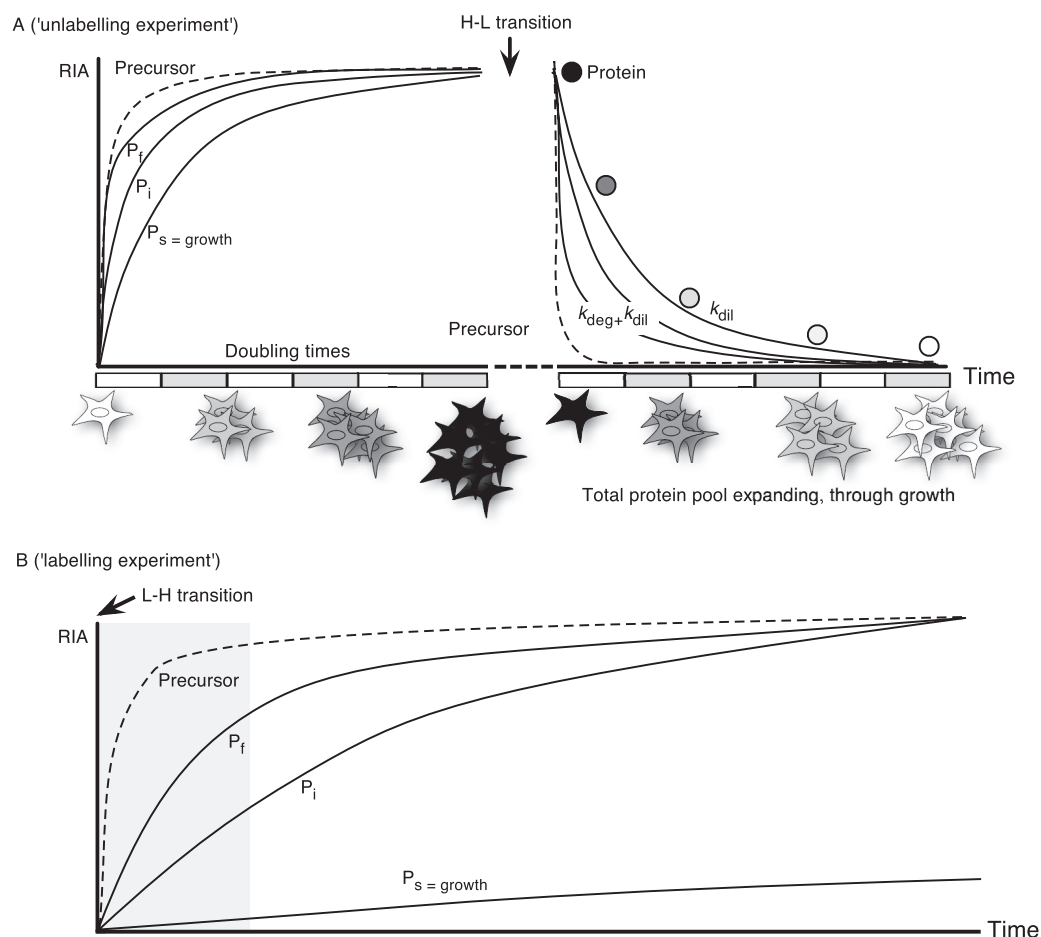 A ('unlabelling experiment')
H-L transition
RIA
Precursor
Protein
Pf
Pi
Ps = growth
kdeg+kdil
kdil
Precursor
Doubling times
Time
Total protein pool expanding, through growth
B ('labelling experiment')
L-H transition
RIA
Precursor
Pf
Pi
Ps = growth
Time